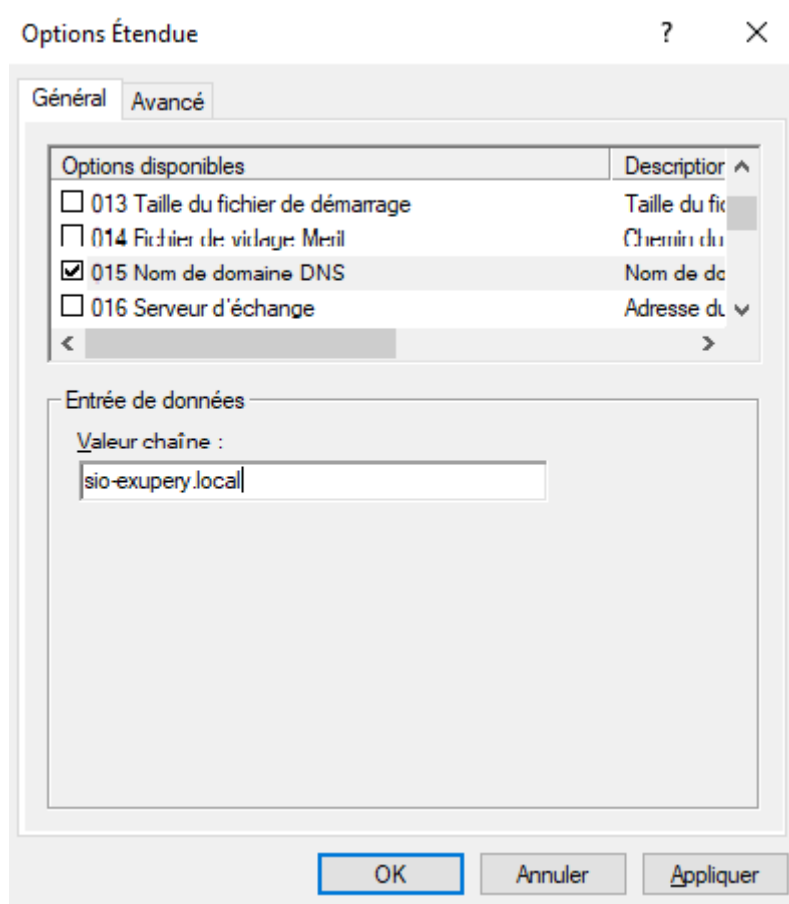 Options Étendue
Général Avancé
Options disponibles Description
013 Taille du fichier de démarrage Taille du fic
014 Fichier de vidage Meril Chemin du
015 Nom de domaine DNS Nom de do
016 Serveur d'échange Adresse du
Entrée de données
Valeur chaîne :
sio-exupery.local
OK Annuler Appliquer